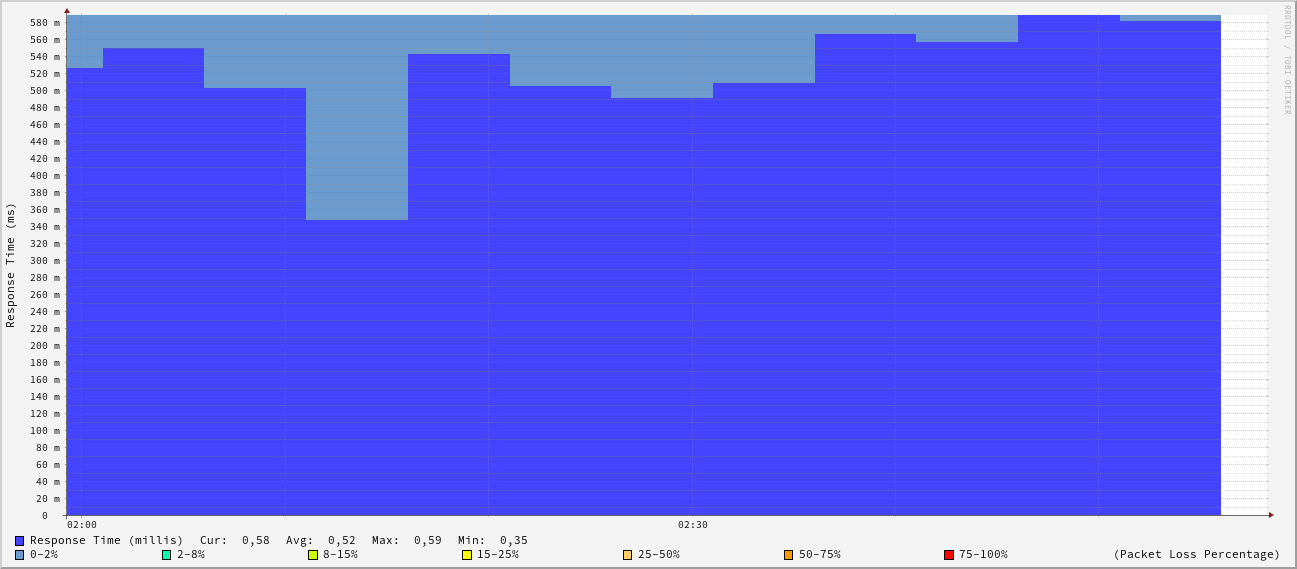 RRDTOOL / TOBI OETIKER
Response Time (ms)
580 m
560 m
540 m
520 m
500 m
480 m
460 m
440 m
420 m
400 m
380 m
360 m
340 m
320 m
300 m
280 m
260 m
240 m
220 m
200 m
180 m
160 m
140 m
120 m
100 m
80 m
60 m
40 m
20 m
0
02:00 02:30
Response Time (millis) Cur: 0,58 Avg: 0,52 Max: 0,59 Min: 0,35
0-2% 2-8% 8-15% 15-25% 25-50% 50-75% 75-100% (Packet Loss Percentage)